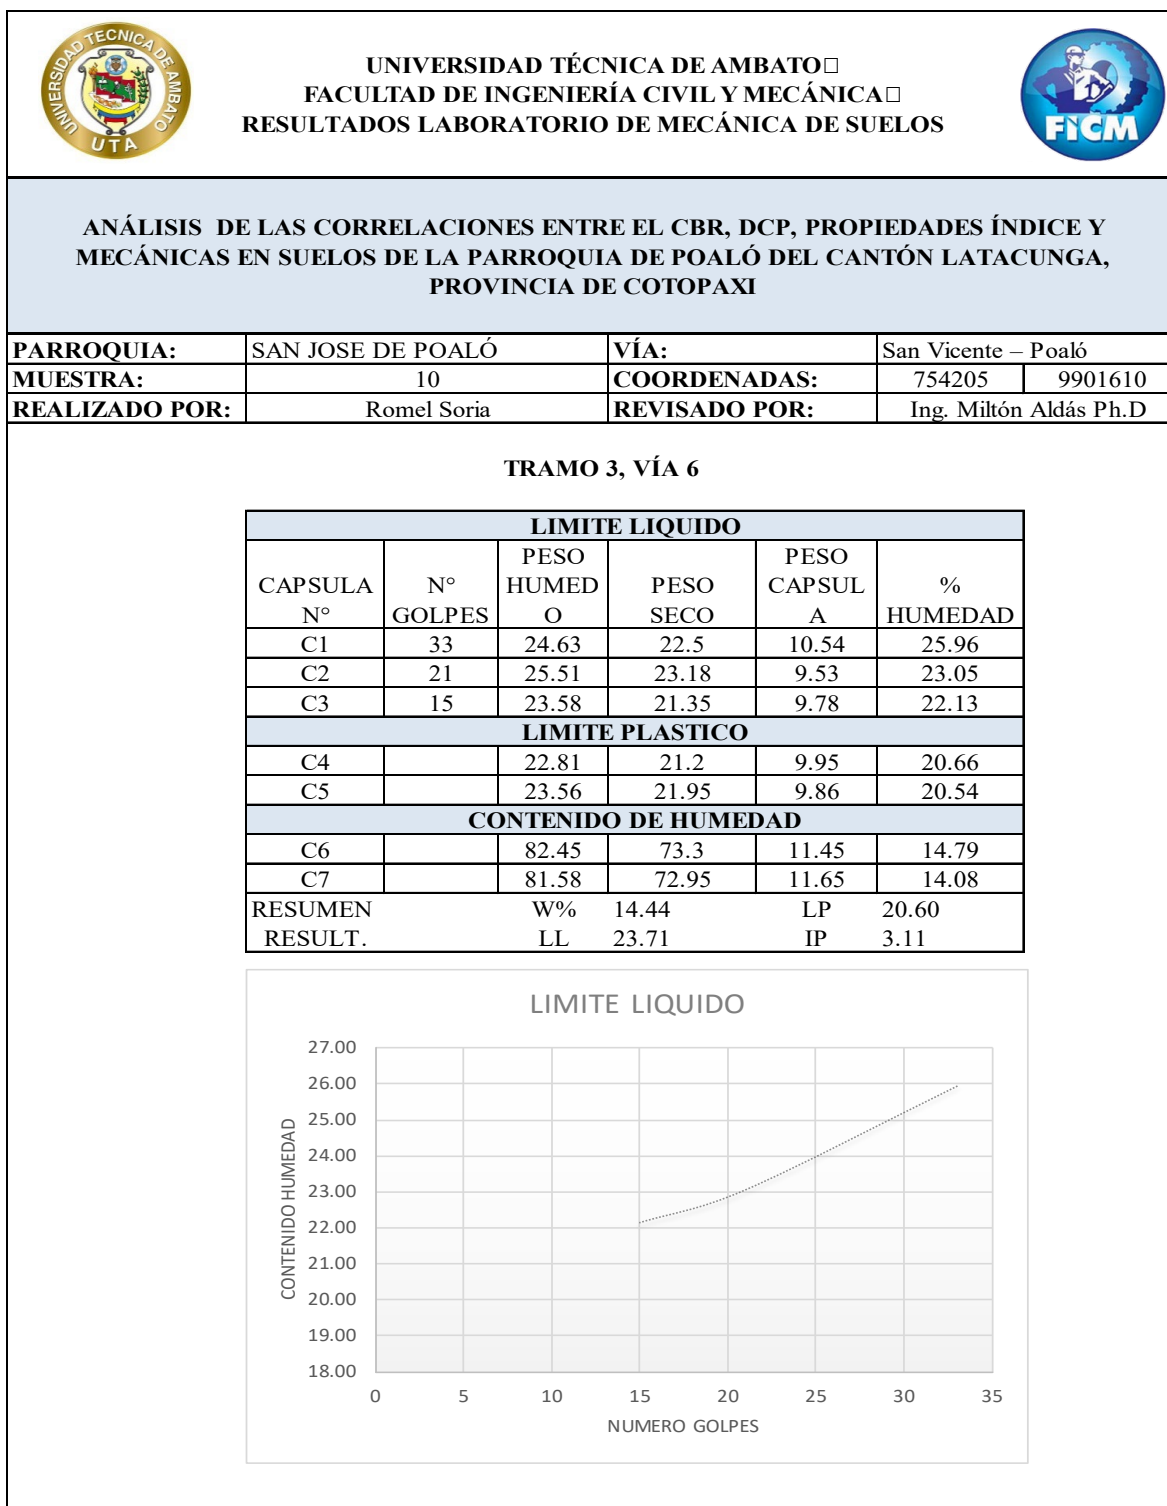 UNIVERSIDAD TECNICA DE AMBATO
UTA
UNIVERSIDAD TÉCNICA DE AMBATO□
FACULTAD DE INGENIERÍA CIVIL Y MECÁNICA□
RESULTADOS LABORATORIO DE MECÁNICA DE SUELOS
FICM
ANÁLISIS DE LAS CORRELACIONES ENTRE EL CBR, DCP, PROPIEDADES ÍNDICE Y
MECÁNICAS EN SUELOS DE LA PARROQUIA DE POALÓ DEL CANTÓN LATACUNGA,
PROVINCIA DE COTOPAXI
PARROQUIA: SAN JOSE DE POALÓ VÍA: San Vicente – Poaló
MUESTRA: 10 COORDENADAS: 754205 9901610
REALIZADO POR: Romel Soria REVISADO POR: Ing. Miltón Aldás Ph.D
TRAMO 3, VÍA 6
LIMITE LIQUIDO
PESO PESO
CAPSULA N° HUMED PESO CAPSUL %
N° GOLPES O SECO A HUMEDAD
C1 33 24.63 22.5 10.54 25.96
C2 21 25.51 23.18 9.53 23.05
C3 15 23.58 21.35 9.78 22.13
LIMITE PLASTICO
C4 22.81 21.2 9.95 20.66
C5 23.56 21.95 9.86 20.54
CONTENIDO DE HUMEDAD
C6 82.45 73.3 11.45 14.79
C7 81.58 72.95 11.65 14.08
RESUMEN W% 14.44 LP 20.60
RESULT. LL 23.71 IP 3.11
LIMITE LIQUIDO
27.00
26.00
25.00
24.00
23.00
22.00
21.00
20.00
19.00
18.00
CONTENIDO HUMEDAD
0 5 10 15 20 25 30 35
NUMERO GOLPES